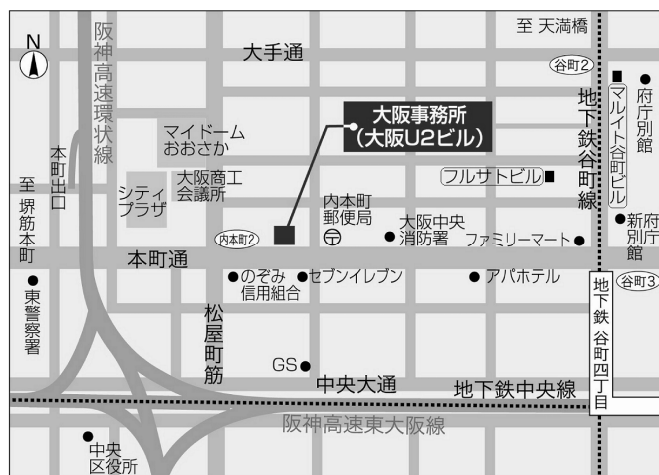 N
阪神高速環状線
大手通
至 天満橋
谷町2
地下鉄谷町線
マルイト谷町ビル
府庁別館
大阪事務所
(大阪U2ビル)
マイドーム
おおさか
本町出口
至 堺筋本町
シティ
プラザ
大阪商工
会議所
フルサトビル
内本町
郵便局
大阪中央
消防署
新府
別庁
館
内本町2
ファミリーマート
本町通
谷町3
東警察署
のぞみ
信用組合
セブンイレブン
アパホテル
地下鉄 谷町四丁目
松屋町筋
GS
中央大通
地下鉄中央線
阪神高速東大阪線
中央
区役所